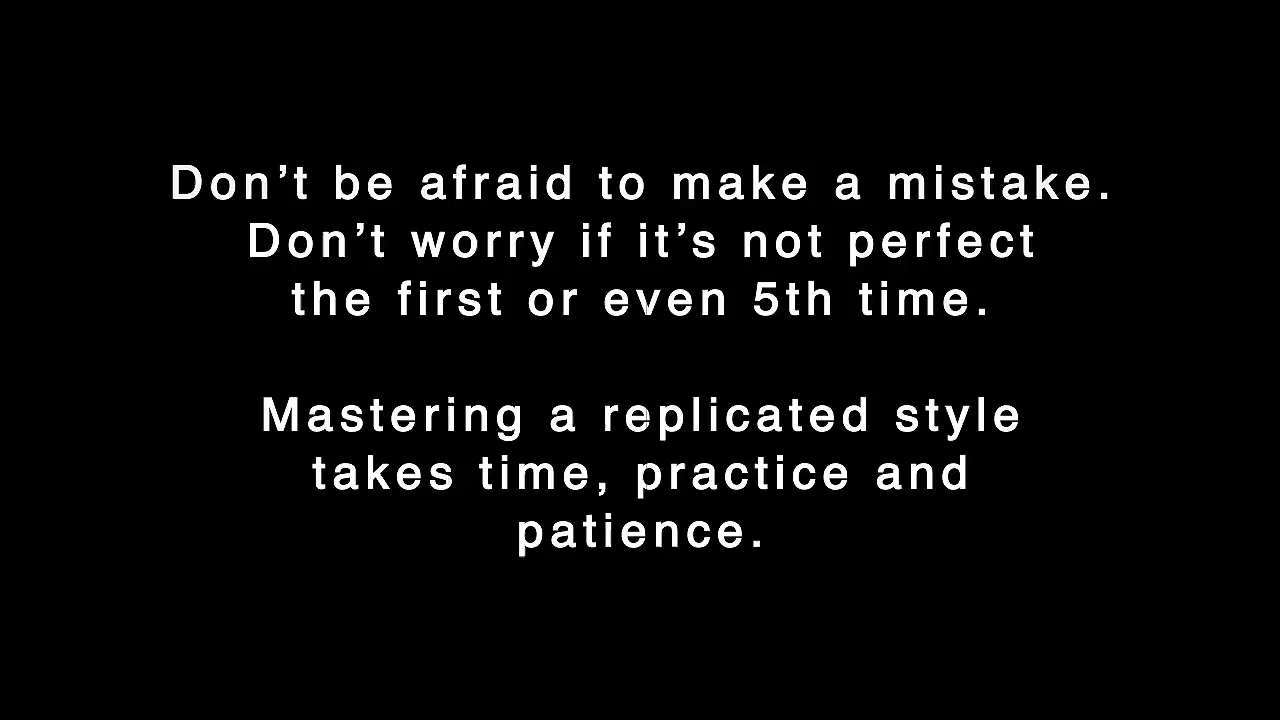 Don’t be afraid to make a mistake.
Don’t worry if it’s not perfect
the first or even 5th time.
Mastering a replicated style
takes time, practice and
patience.